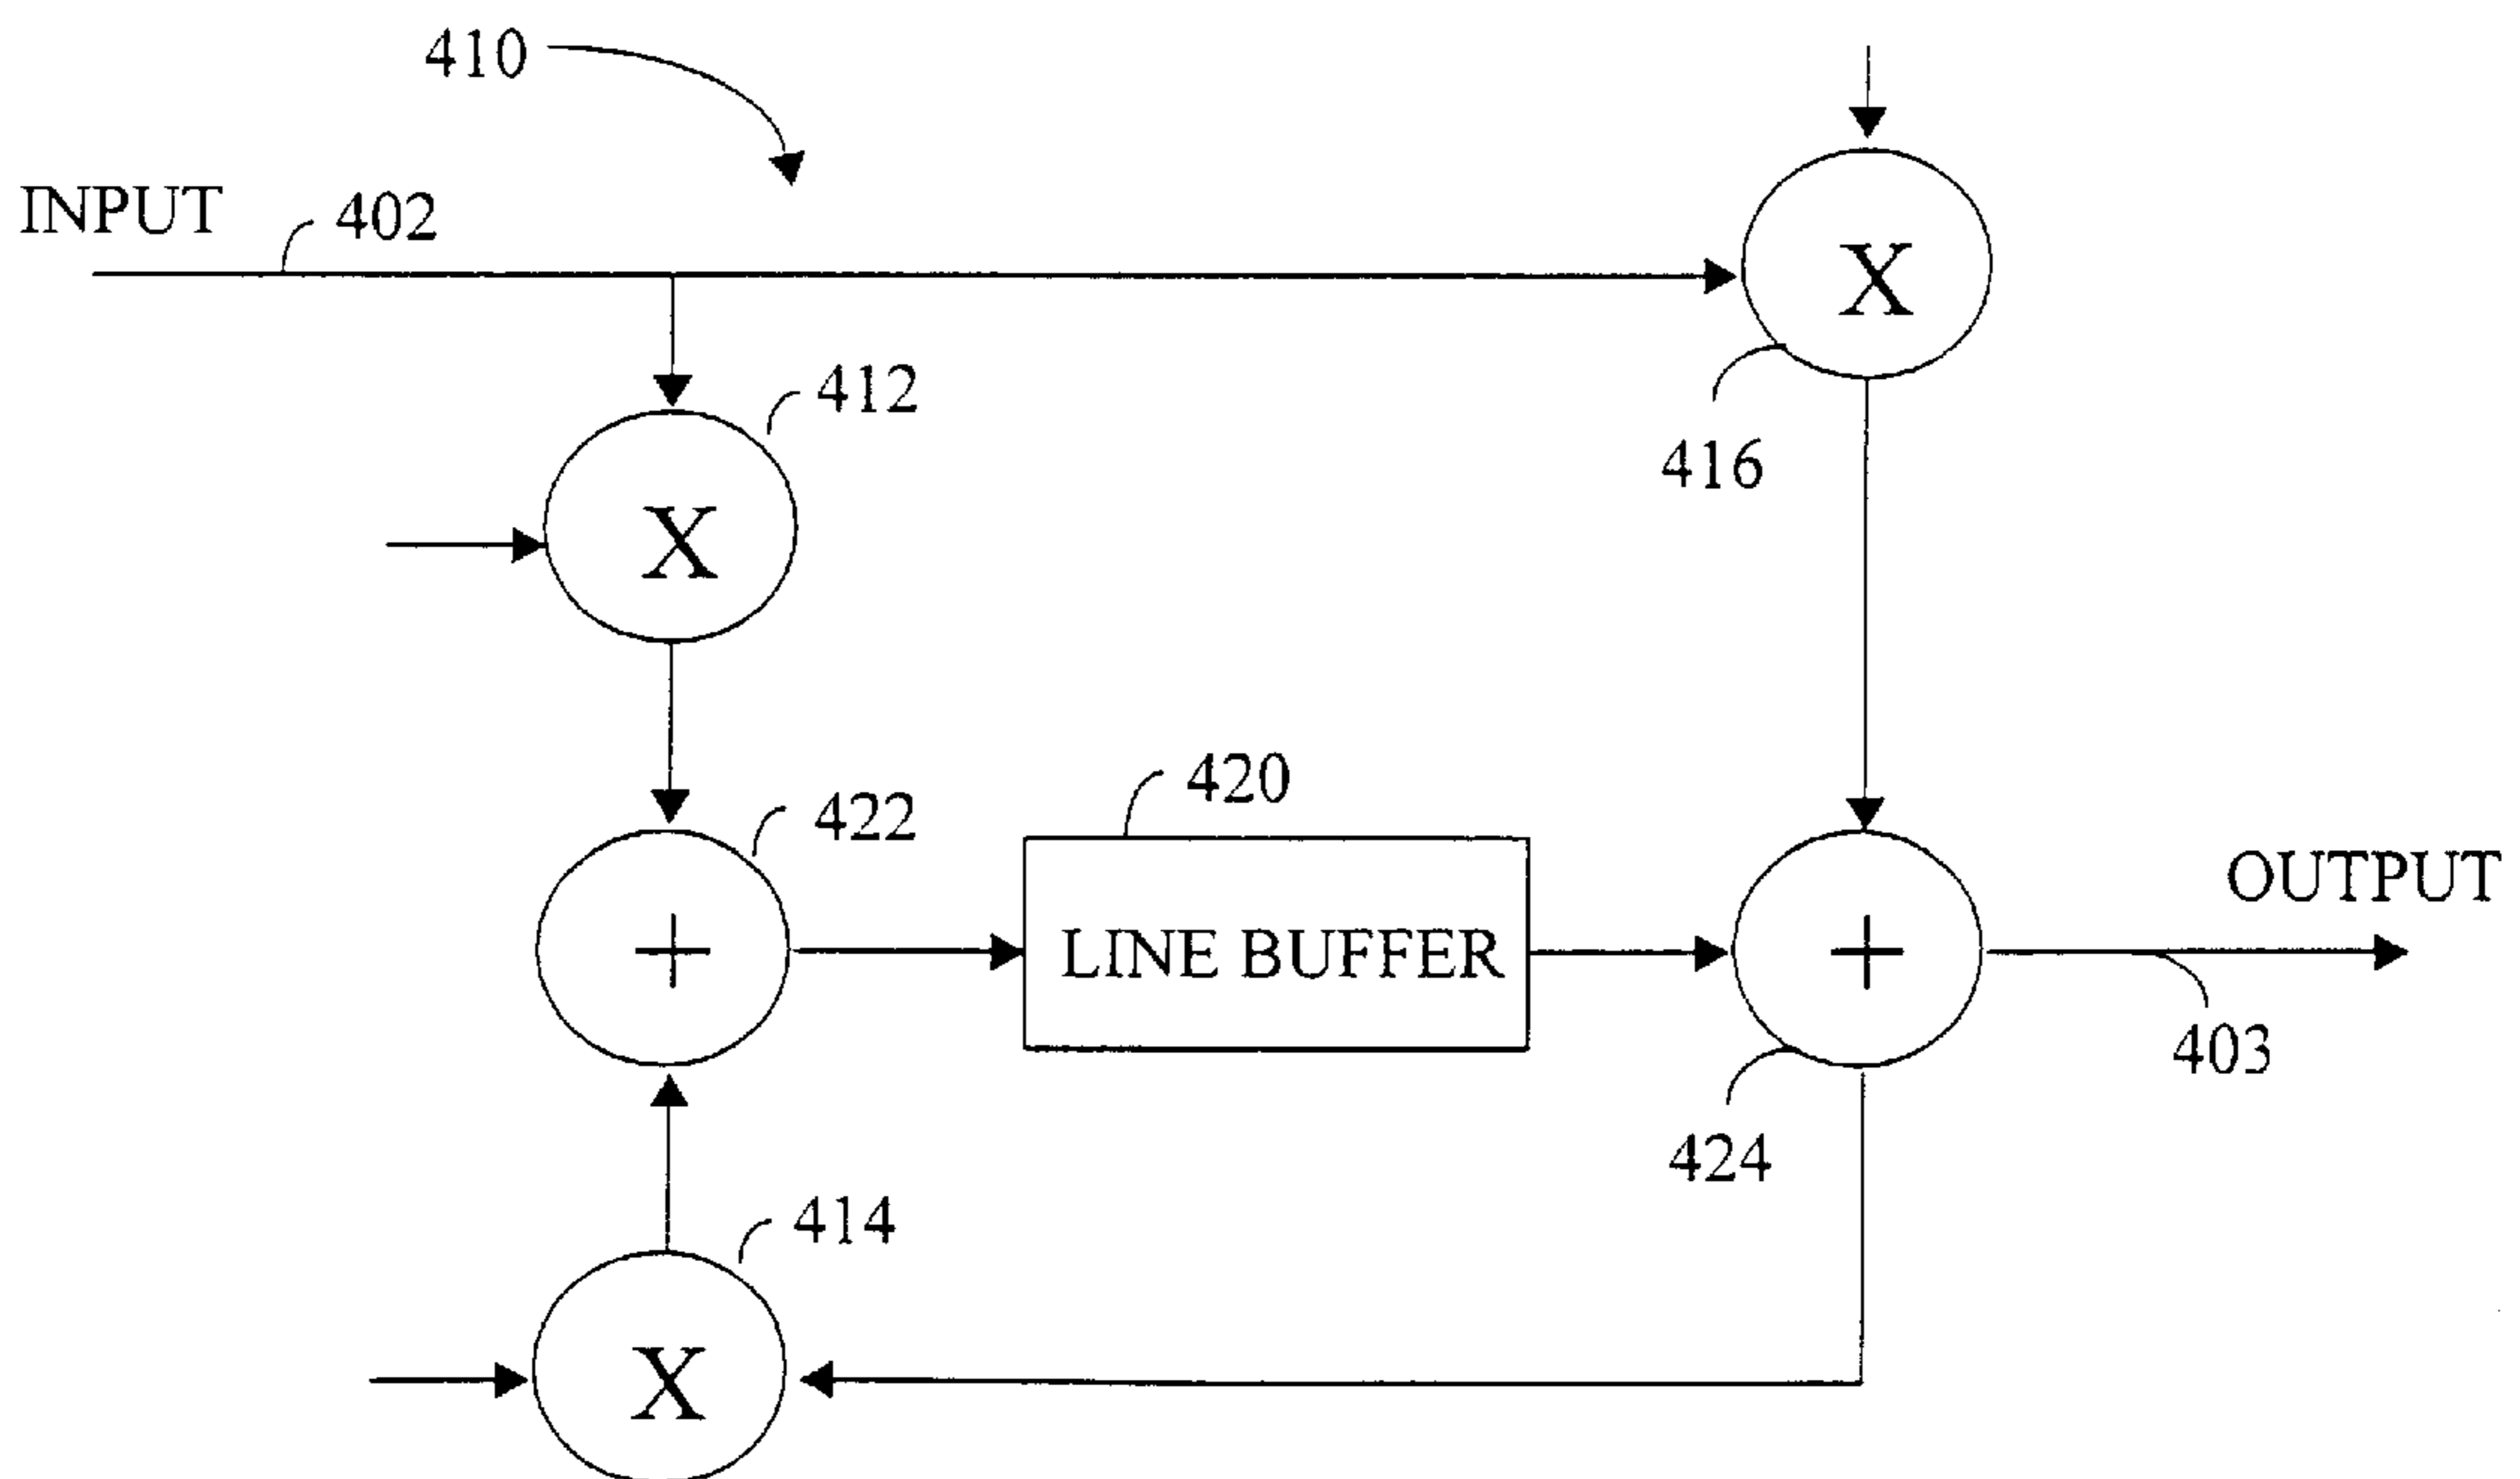 410
INPUT
402
X
412
416
X
420
422
OUTPUT
+
LINE BUFFER
+
403
424
414
X